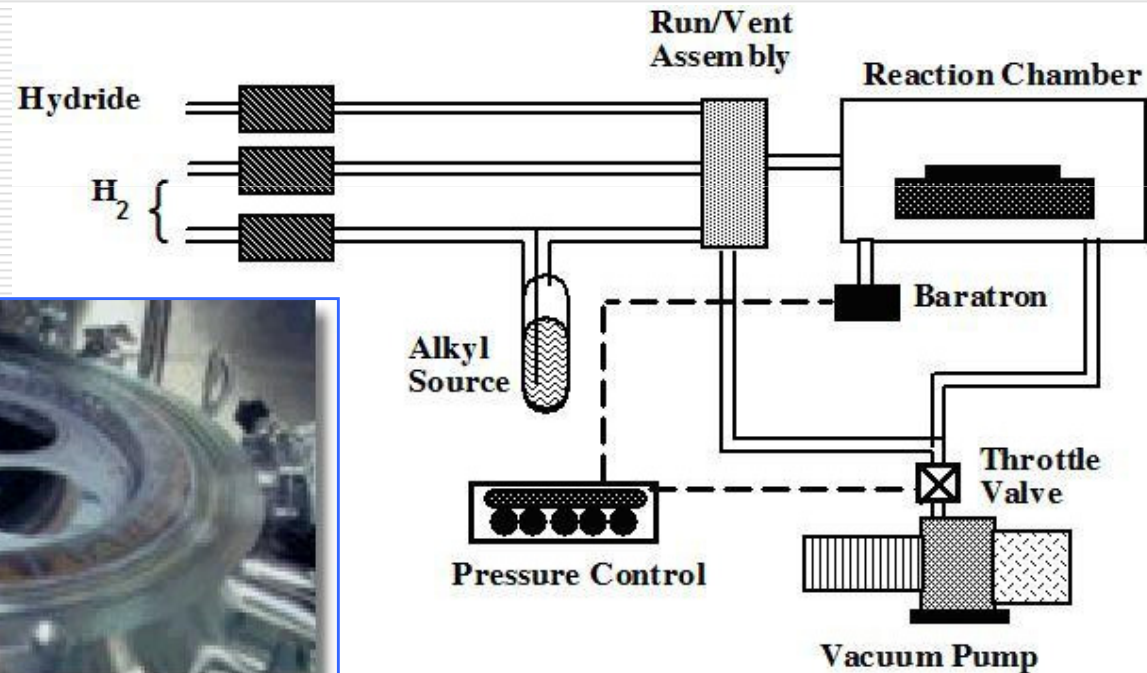 Run/Vent
Assembly
Reaction Chamber
Hydride
H2 {
Baratron
Alkyl
Source
Throttle
Valve
Pressure Control
Vacuum Pump